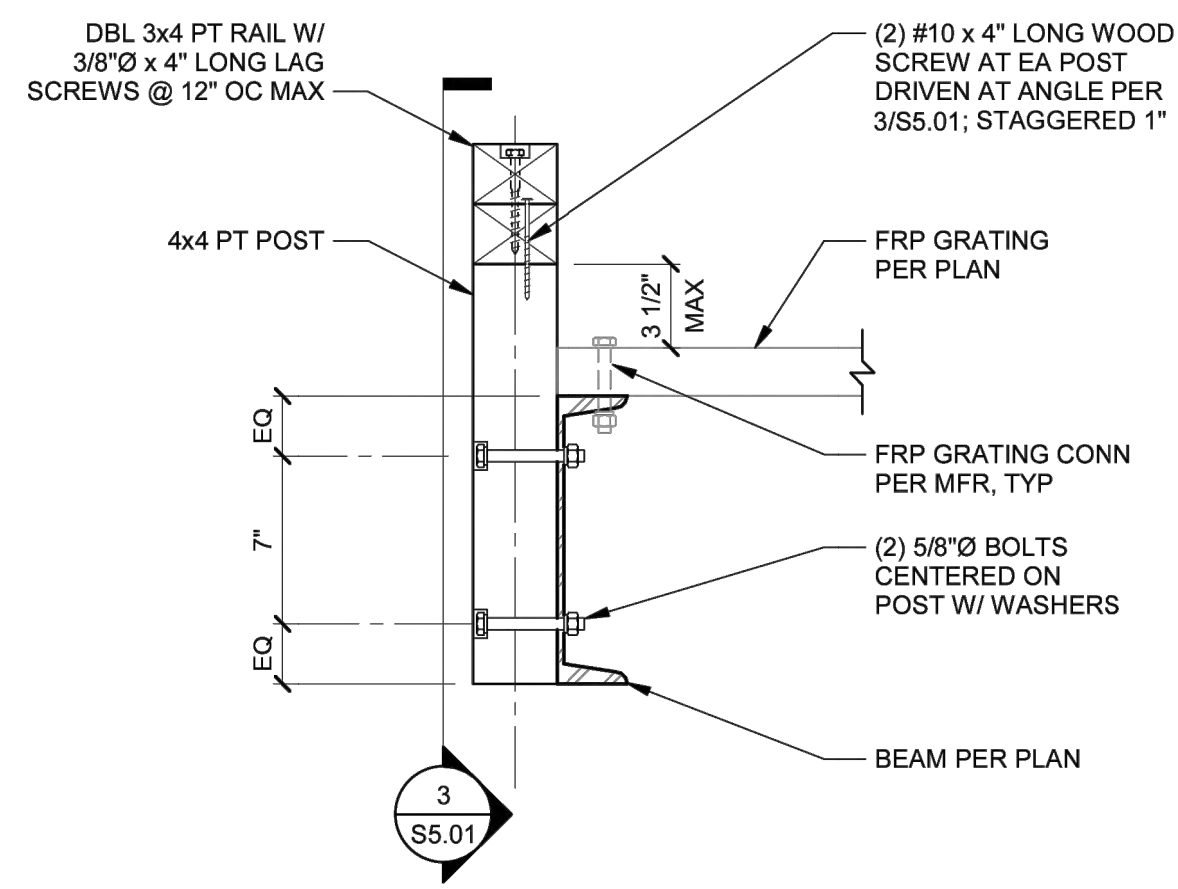 DBL 3x4 PT RAIL W/
3/8"Ø x 4" LONG LAG
SCREWS @ 12" OC MAX
(2) #10 x 4" LONG WOOD
SCREW AT EA POST
DRIVEN AT ANGLE PER
3/S5.01; STAGGERED 1"
4x4 PT POST
FRP GRATING
PER PLAN
3 1/2"
MAX
EQ
7"
EQ
FRP GRATING CONN
PER MFR, TYP
(2) 5/8"Ø BOLTS
CENTERED ON
POST W/ WASHERS
BEAM PER PLAN
3
S5.01